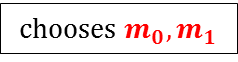 chooses m₀, m₁